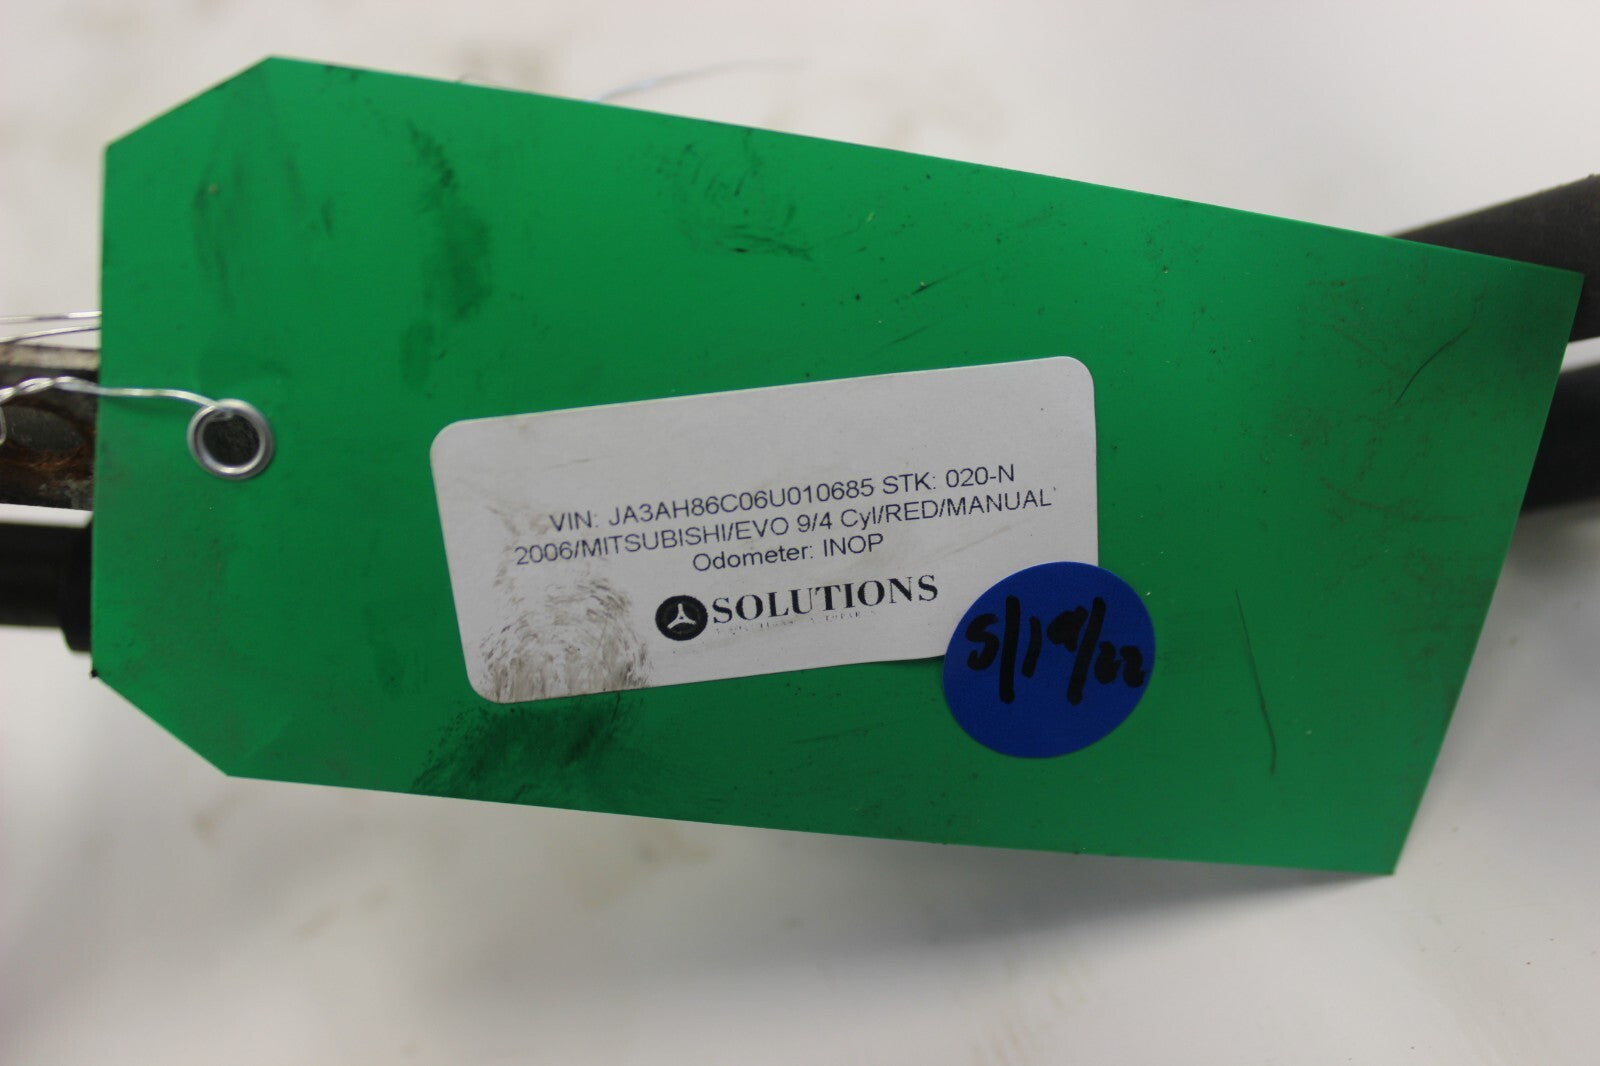 VIN: JA3AH86C06U010685 STK: 020-N
2006/MITSUBISHI/EVO 9/4 Cyl/RED/MANUAL
Odometer: INOP
SOLUTIONS
5/19/22